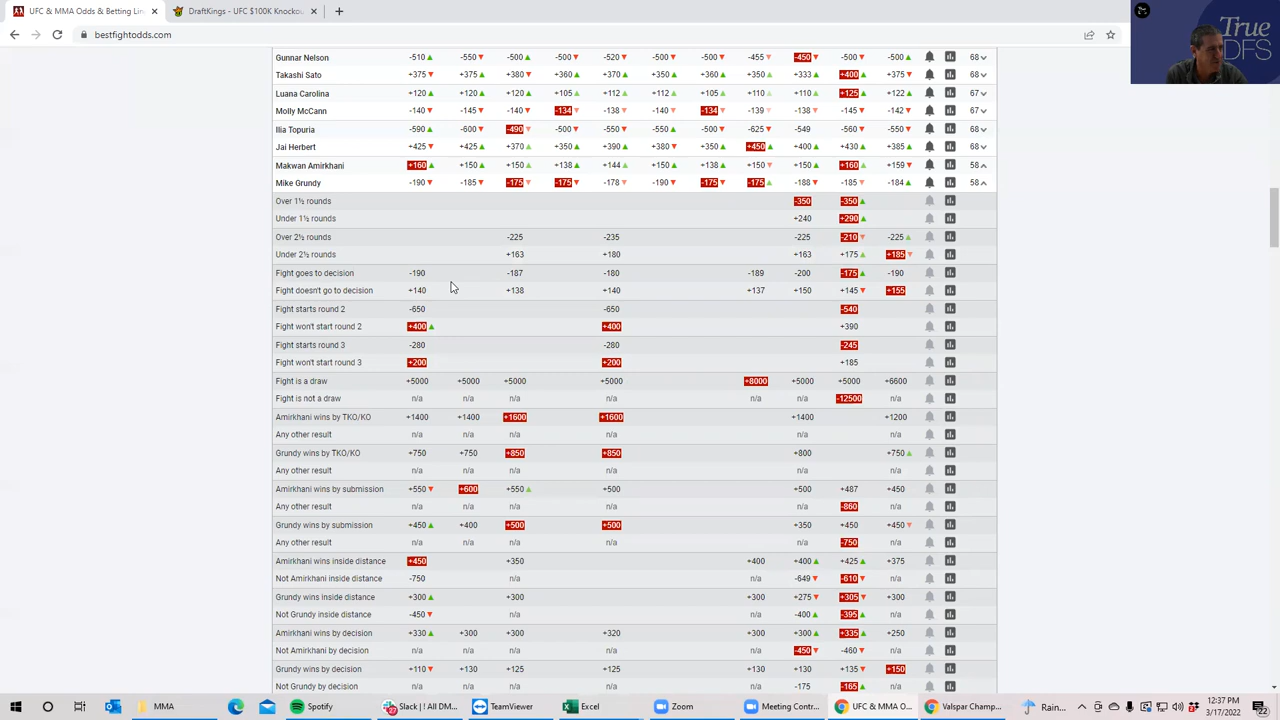 UFC & MMA Odds & Betting Lin × DraftKings - UFC $100K Knockou × +
bestfightodds.com
True DFS
Gunnar Nelson -510▲ -550▼ -500▲ -520▼ -500▼ -500▼ -455▼ -450▼ -500▼ -500▲ 68
Takashi Sato +375▼ +375▲ +380▼ +360▲ +370▲ +350▲ +360▲ +350▲ +333▲ +400▲ +375▼ 68
Luana Carolina +120▲ +120▲ +120▲ +105▲ +112▲ +112▲ +105▲ +110▲ +110▲ +125▲ +122▲ 67
Molly McCann -140▼ -145▼ -140▼ -134▼ -138▼ -140▼ -134▼ -139▼ -138▼ -145▼ -142▼ 67
Ilia Topuria -590▲ -600▼ -490▼ -500▼ -550▼ -550▲ -500▼ -625▼ -549 -560▼ -550▼ 68
Jai Herbert +425▼ +425▲ +370▲ +350▲ +390▲ +380▼ +350▲ +450▲ +400▲ +430▲ +385▲ 68
Makwan Amirkhani +160▲ +150▲ +150▲ +138▲ +144▲ +150▲ +138▲ +150▼ +150▲ +160▲ +159▼ 58
Mike Grundy -190▼ -185▼ -175▼ -175▼ -178▼ -190▼ -175▼ -175▲ -188▼ -185▼ -184▲ 58
Over 1½ rounds -350 -350▲
Under 1½ rounds +240 +290▲
Over 2½ rounds -225 -235 -225 -210▼ -225▲
Under 2½ rounds +163 +180 +163 +175▲ +185▼
Fight goes to decision -190 -187 -180 -189 -200 -175▲ -190
Fight doesn't go to decision +140 +138 +140 +137 +150 +145▼ +155
Fight starts round 2 -650 -650 -540
Fight won't start round 2 +400▲ +400 +390
Fight starts round 3 -280 -280 -245
Fight won't start round 3 +200 +200 +185
Fight is a draw +5000 +5000 +5000 +5000 +8000 +5000 +5000 +6600
Fight is not a draw n/a n/a n/a n/a n/a n/a -12500 n/a
Amirkhani wins by TKO/KO +1400 +1400 +1600 +1600 +1400 +1200
Any other result n/a n/a n/a n/a n/a n/a
Grundy wins by TKO/KO +750 +750 +850 +850 +800 +750▲
Any other result n/a n/a n/a n/a n/a n/a
Amirkhani wins by submission +550▼ +600 +550▲ +500 +500 +487 +450
Any other result n/a n/a n/a n/a n/a -860 n/a
Grundy wins by submission +450▲ +400 +500 +500 +350 +450 +450▼
Any other result n/a n/a n/a n/a n/a -750 n/a
Amirkhani wins inside distance +450 +350 +400 +400▲ +425▲ +375
Not Amirkhani inside distance -750 n/a n/a -649▼ -610▼ n/a
Grundy wins inside distance +300▲ +300 +300 +275▼ +305▼ +300
Not Grundy inside distance -450▼ n/a n/a -400▲ -395▲ n/a
Amirkhani wins by decision +330▲ +300 +300 +320 +300 +300▲ +335▲ +250
Not Amirkhani by decision n/a n/a n/a n/a n/a -450▼ -460▼ n/a
Grundy wins by decision +110▼ +130 +125 +125 +130 +130 +135▼ +150
Not Grundy by decision n/a n/a n/a n/a n/a -175 -165▲ n/a
MMA Spotify Slack | ! All DM... TeamViewer Excel Zoom Meeting Contr... UFC & MMA O... Valspar Champ... Rain... 12:37 PM
3/17/2022 22